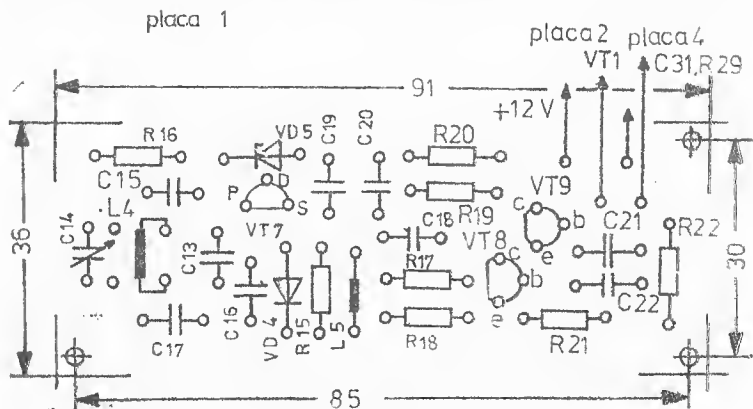 placa 1
placa 2
placa 4
VT1
C31,R29
91
+12 V
R16
VD5
C19
C20
R20
C15
L4
P
D
S
R19
VT9
c
b
e
36
C14
VT7
C13
C18
VT8
c
b
e
C21
R22
30
R17
C22
C17
C16
VD4
R15
L5
R18
R21
85